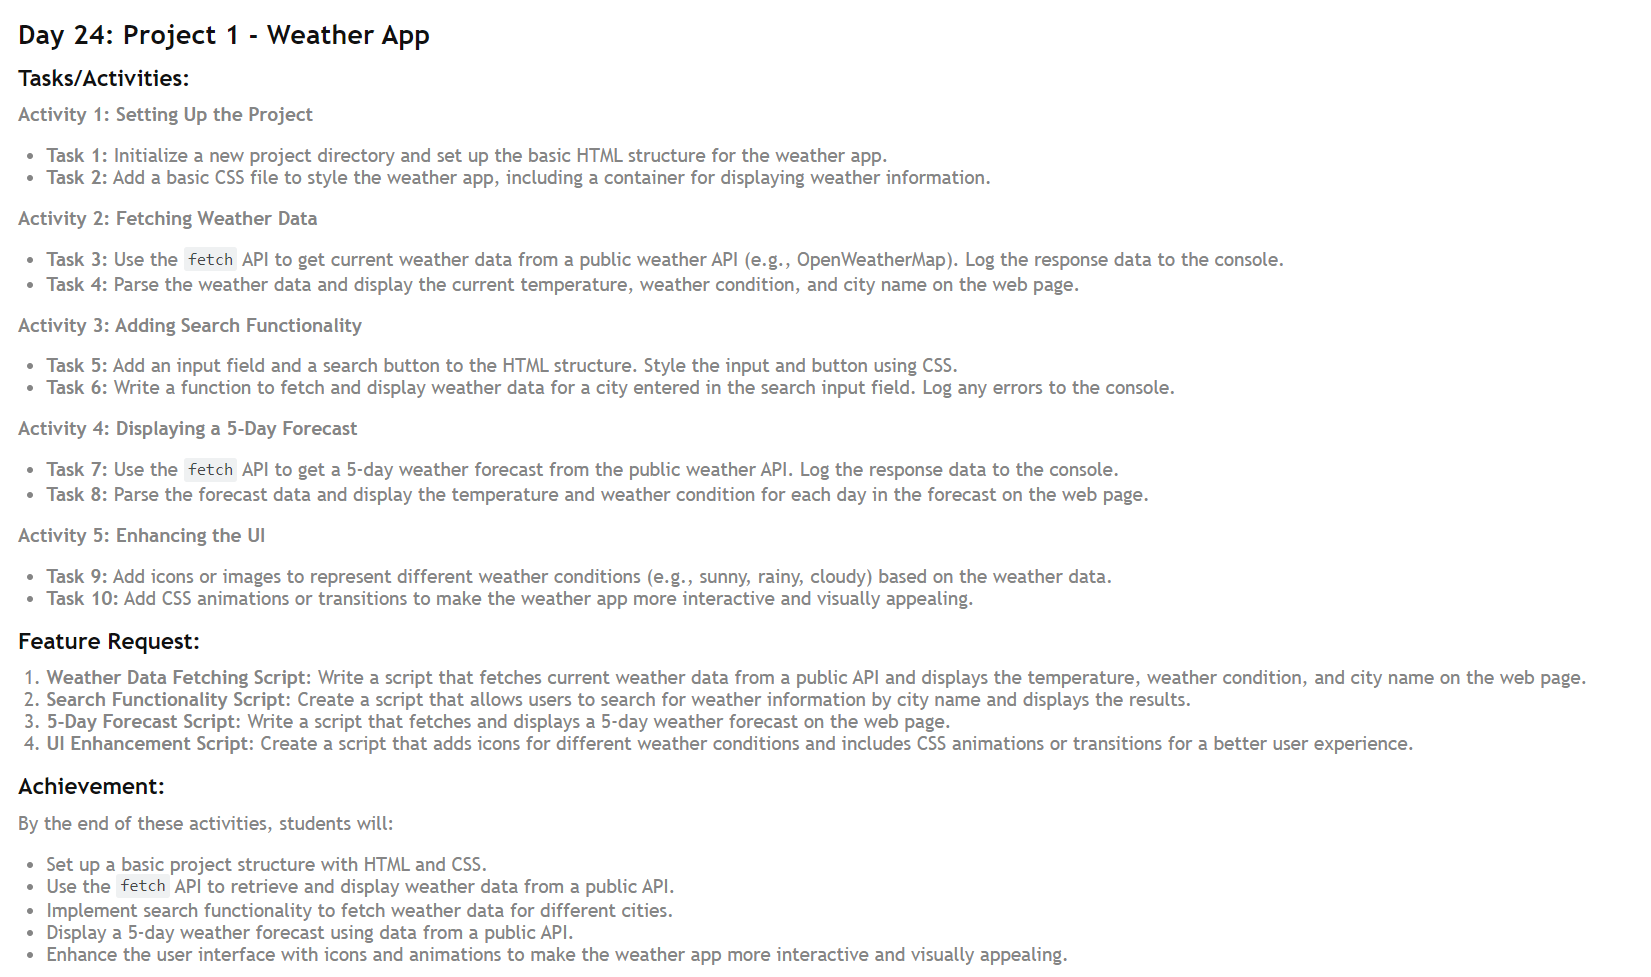 Day 24: Project 1 - Weather App
Tasks/Activities:
Activity 1: Setting Up the Project
• Task 1: Initialize a new project directory and set up the basic HTML structure for the weather app.
• Task 2: Add a basic CSS file to style the weather app, including a container for displaying weather information.
Activity 2: Fetching Weather Data
• Task 3: Use the fetch API to get current weather data from a public weather API (e.g., OpenWeatherMap). Log the response data to the console.
• Task 4: Parse the weather data and display the current temperature, weather condition, and city name on the web page.
Activity 3: Adding Search Functionality
• Task 5: Add an input field and a search button to the HTML structure. Style the input and button using CSS.
• Task 6: Write a function to fetch and display weather data for a city entered in the search input field. Log any errors to the console.
Activity 4: Displaying a 5-Day Forecast
• Task 7: Use the fetch API to get a 5-day weather forecast from the public weather API. Log the response data to the console.
• Task 8: Parse the forecast data and display the temperature and weather condition for each day in the forecast on the web page.
Activity 5: Enhancing the UI
• Task 9: Add icons or images to represent different weather conditions (e.g., sunny, rainy, cloudy) based on the weather data.
• Task 10: Add CSS animations or transitions to make the weather app more interactive and visually appealing.
Feature Request:
1. Weather Data Fetching Script: Write a script that fetches current weather data from a public API and displays the temperature, weather condition, and city name on the web page.
2. Search Functionality Script: Create a script that allows users to search for weather information by city name and displays the results.
3. 5-Day Forecast Script: Write a script that fetches and displays a 5-day weather forecast on the web page.
4. UI Enhancement Script: Create a script that adds icons for different weather conditions and includes CSS animations or transitions for a better user experience.
Achievement:
By the end of these activities, students will:
• Set up a basic project structure with HTML and CSS.
• Use the fetch API to retrieve and display weather data from a public API.
• Implement search functionality to fetch weather data for different cities.
• Display a 5-day weather forecast using data from a public API.
• Enhance the user interface with icons and animations to make the weather app more interactive and visually appealing.